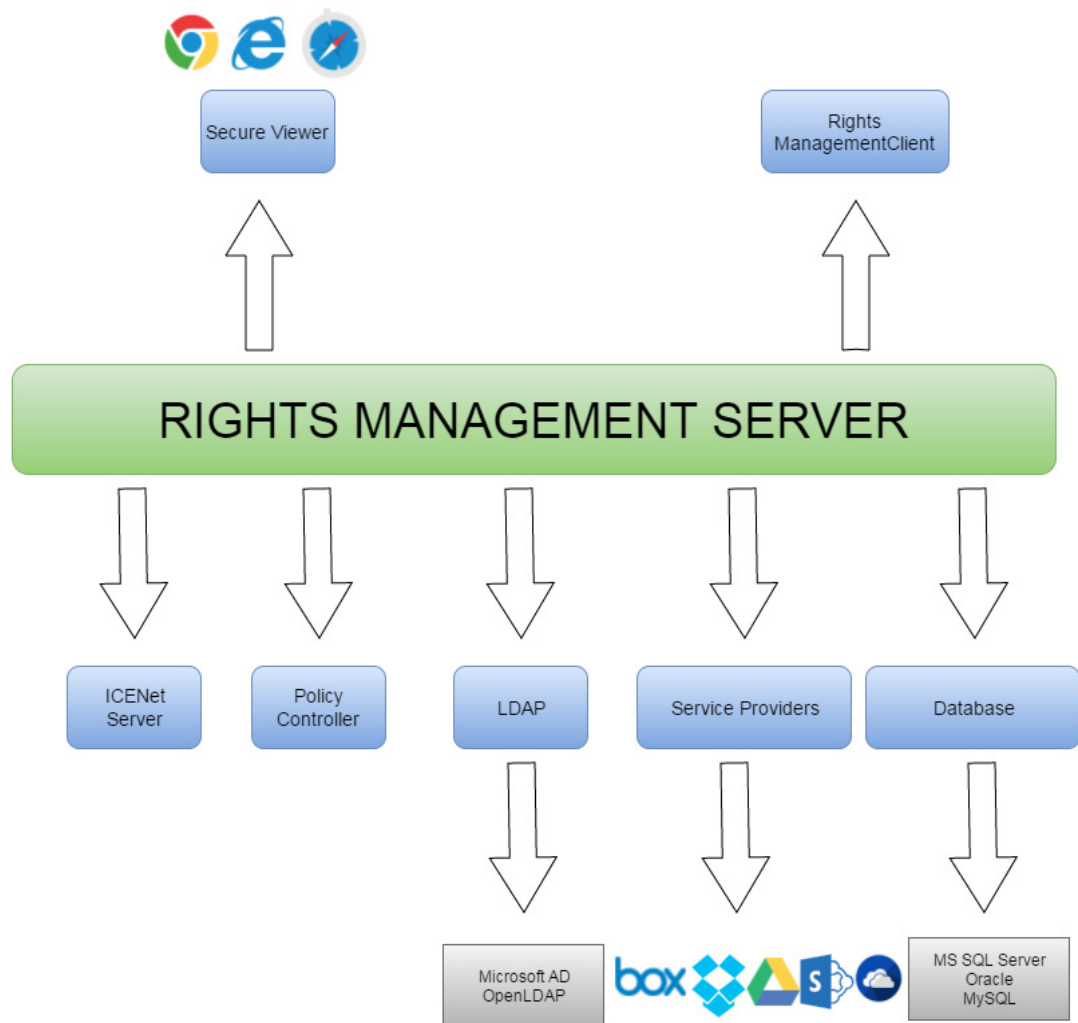 Secure Viewer
Rights
ManagementClient
RIGHTS MANAGEMENT SERVER
ICENet
Server
Policy
Controller
LDAP
Service Providers
Database
Microsoft AD
OpenLDAP
box
S
MS SQL Server
Oracle
MySQL